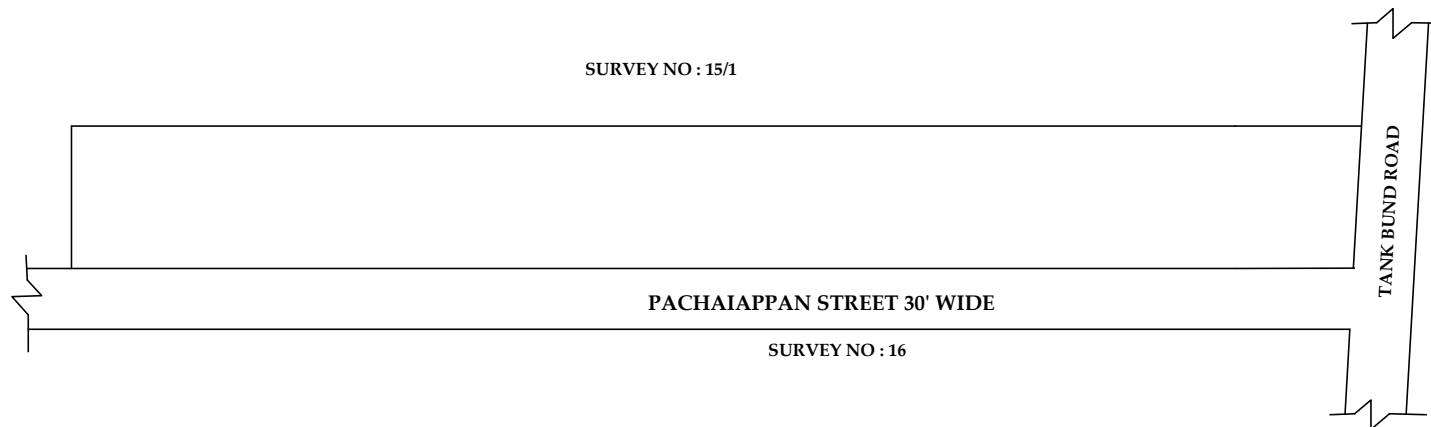 SURVEY NO : 15/1
TANK BUND ROAD
PACHAIAPPAN STREET 30' WIDE
SURVEY NO : 16